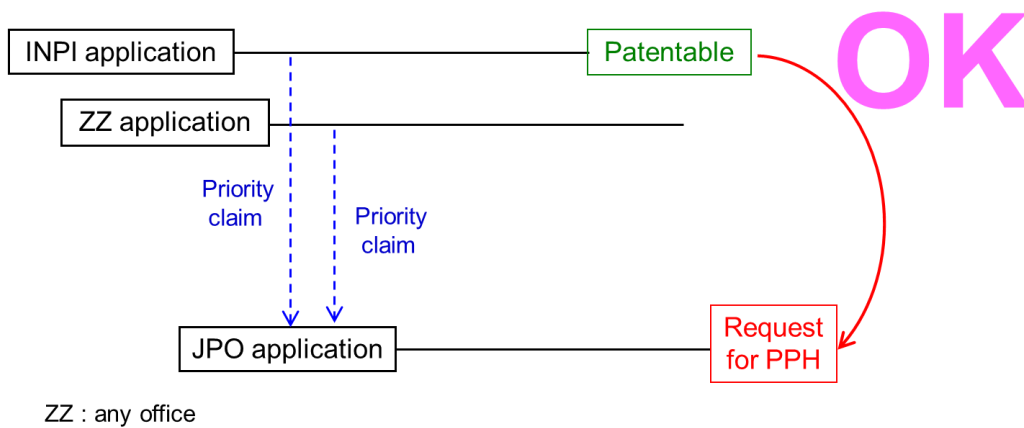 OK
INPI application
Patentable
ZZ application
Priority
claim
Priority
claim
JPO application
Request
for PPH
ZZ : any office